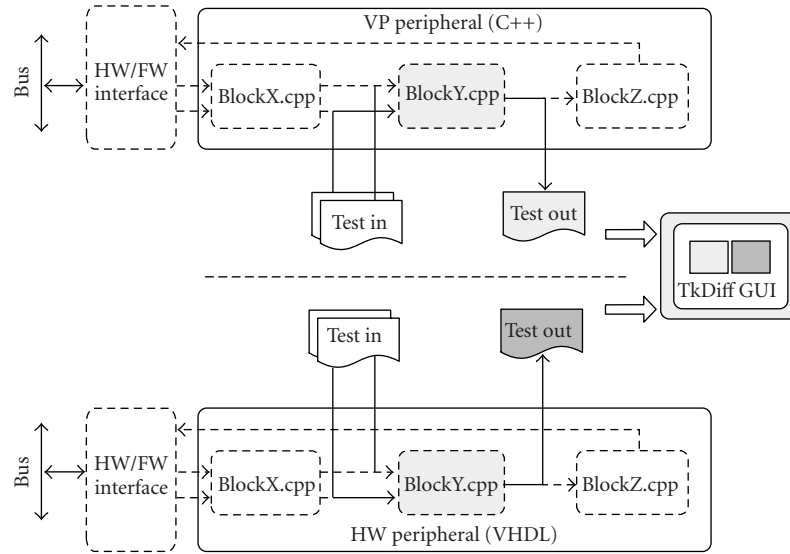 VP peripheral (C++)
Bus
HW/FW
interface
BlockX.cpp
BlockY.cpp
BlockZ.cpp
Test in
Test out
TkDiff GUI
Test in
Test out
Bus
HW/FW
interface
BlockX.cpp
BlockY.cpp
BlockZ.cpp
HW peripheral (VHDL)